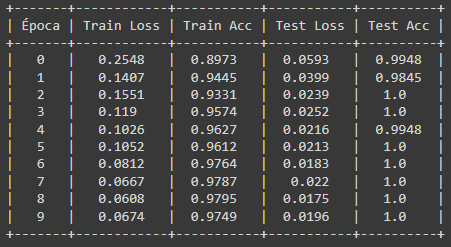 +-------+------------+-----------+-----------+----------+
| Época | Train Loss | Train Acc | Test Loss | Test Acc |
+-------+------------+-----------+-----------+----------+
|   0   |   0.2548   |   0.8973  |   0.0593  |  0.9948  |
|   1   |   0.1407   |   0.9445  |   0.0399  |  0.9845  |
|   2   |   0.1551   |   0.9331  |   0.0239  |   1.0    |
|   3   |   0.119    |   0.9574  |   0.0252  |   1.0    |
|   4   |   0.1026   |   0.9627  |   0.0216  |  0.9948  |
|   5   |   0.1052   |   0.9612  |   0.0213  |   1.0    |
|   6   |   0.0812   |   0.9764  |   0.0183  |   1.0    |
|   7   |   0.0667   |   0.9787  |    0.022  |   1.0    |
|   8   |   0.0608   |   0.9795  |   0.0175  |   1.0    |
|   9   |   0.0674   |   0.9749  |   0.0196  |   1.0    |
+-------+------------+-----------+-----------+----------+